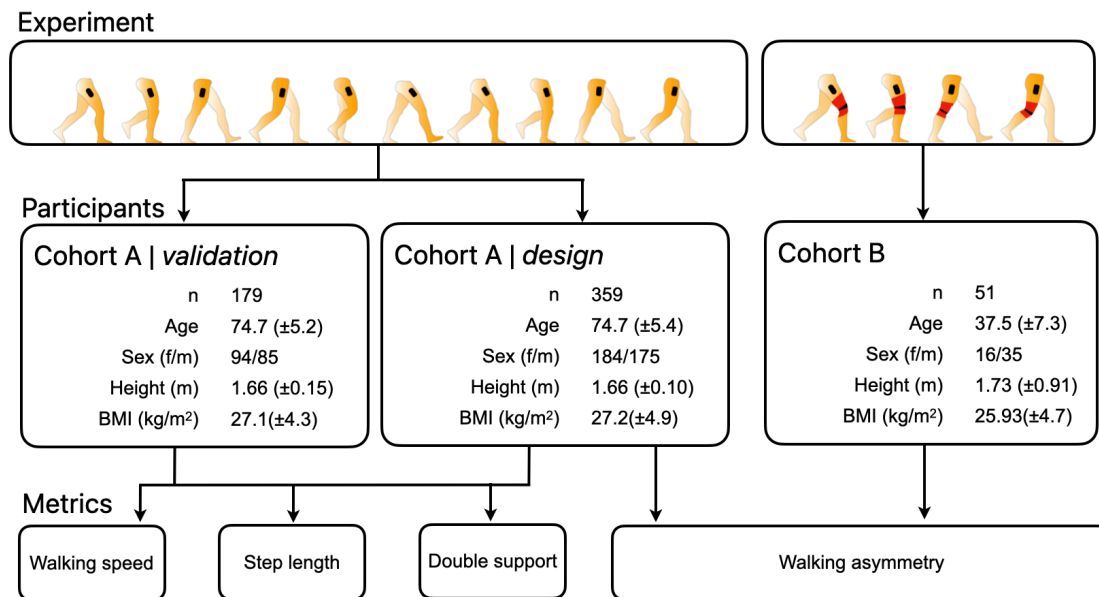 Experiment
Participants
Cohort A | validation
n 179
Age 74.7 (±5.2)
Sex (f/m) 94/85
Height (m) 1.66 (±0.15)
BMI (kg/m²) 27.1(±4.3)
Cohort A | design
n 359
Age 74.7 (±5.4)
Sex (f/m) 184/175
Height (m) 1.66 (±0.10)
BMI (kg/m²) 27.2(±4.9)
Cohort B
n 51
Age 37.5 (±7.3)
Sex (f/m) 16/35
Height (m) 1.73 (±0.91)
BMI (kg/m²) 25.93(±4.7)
Metrics
Walking speed
Step length
Double support
Walking asymmetry